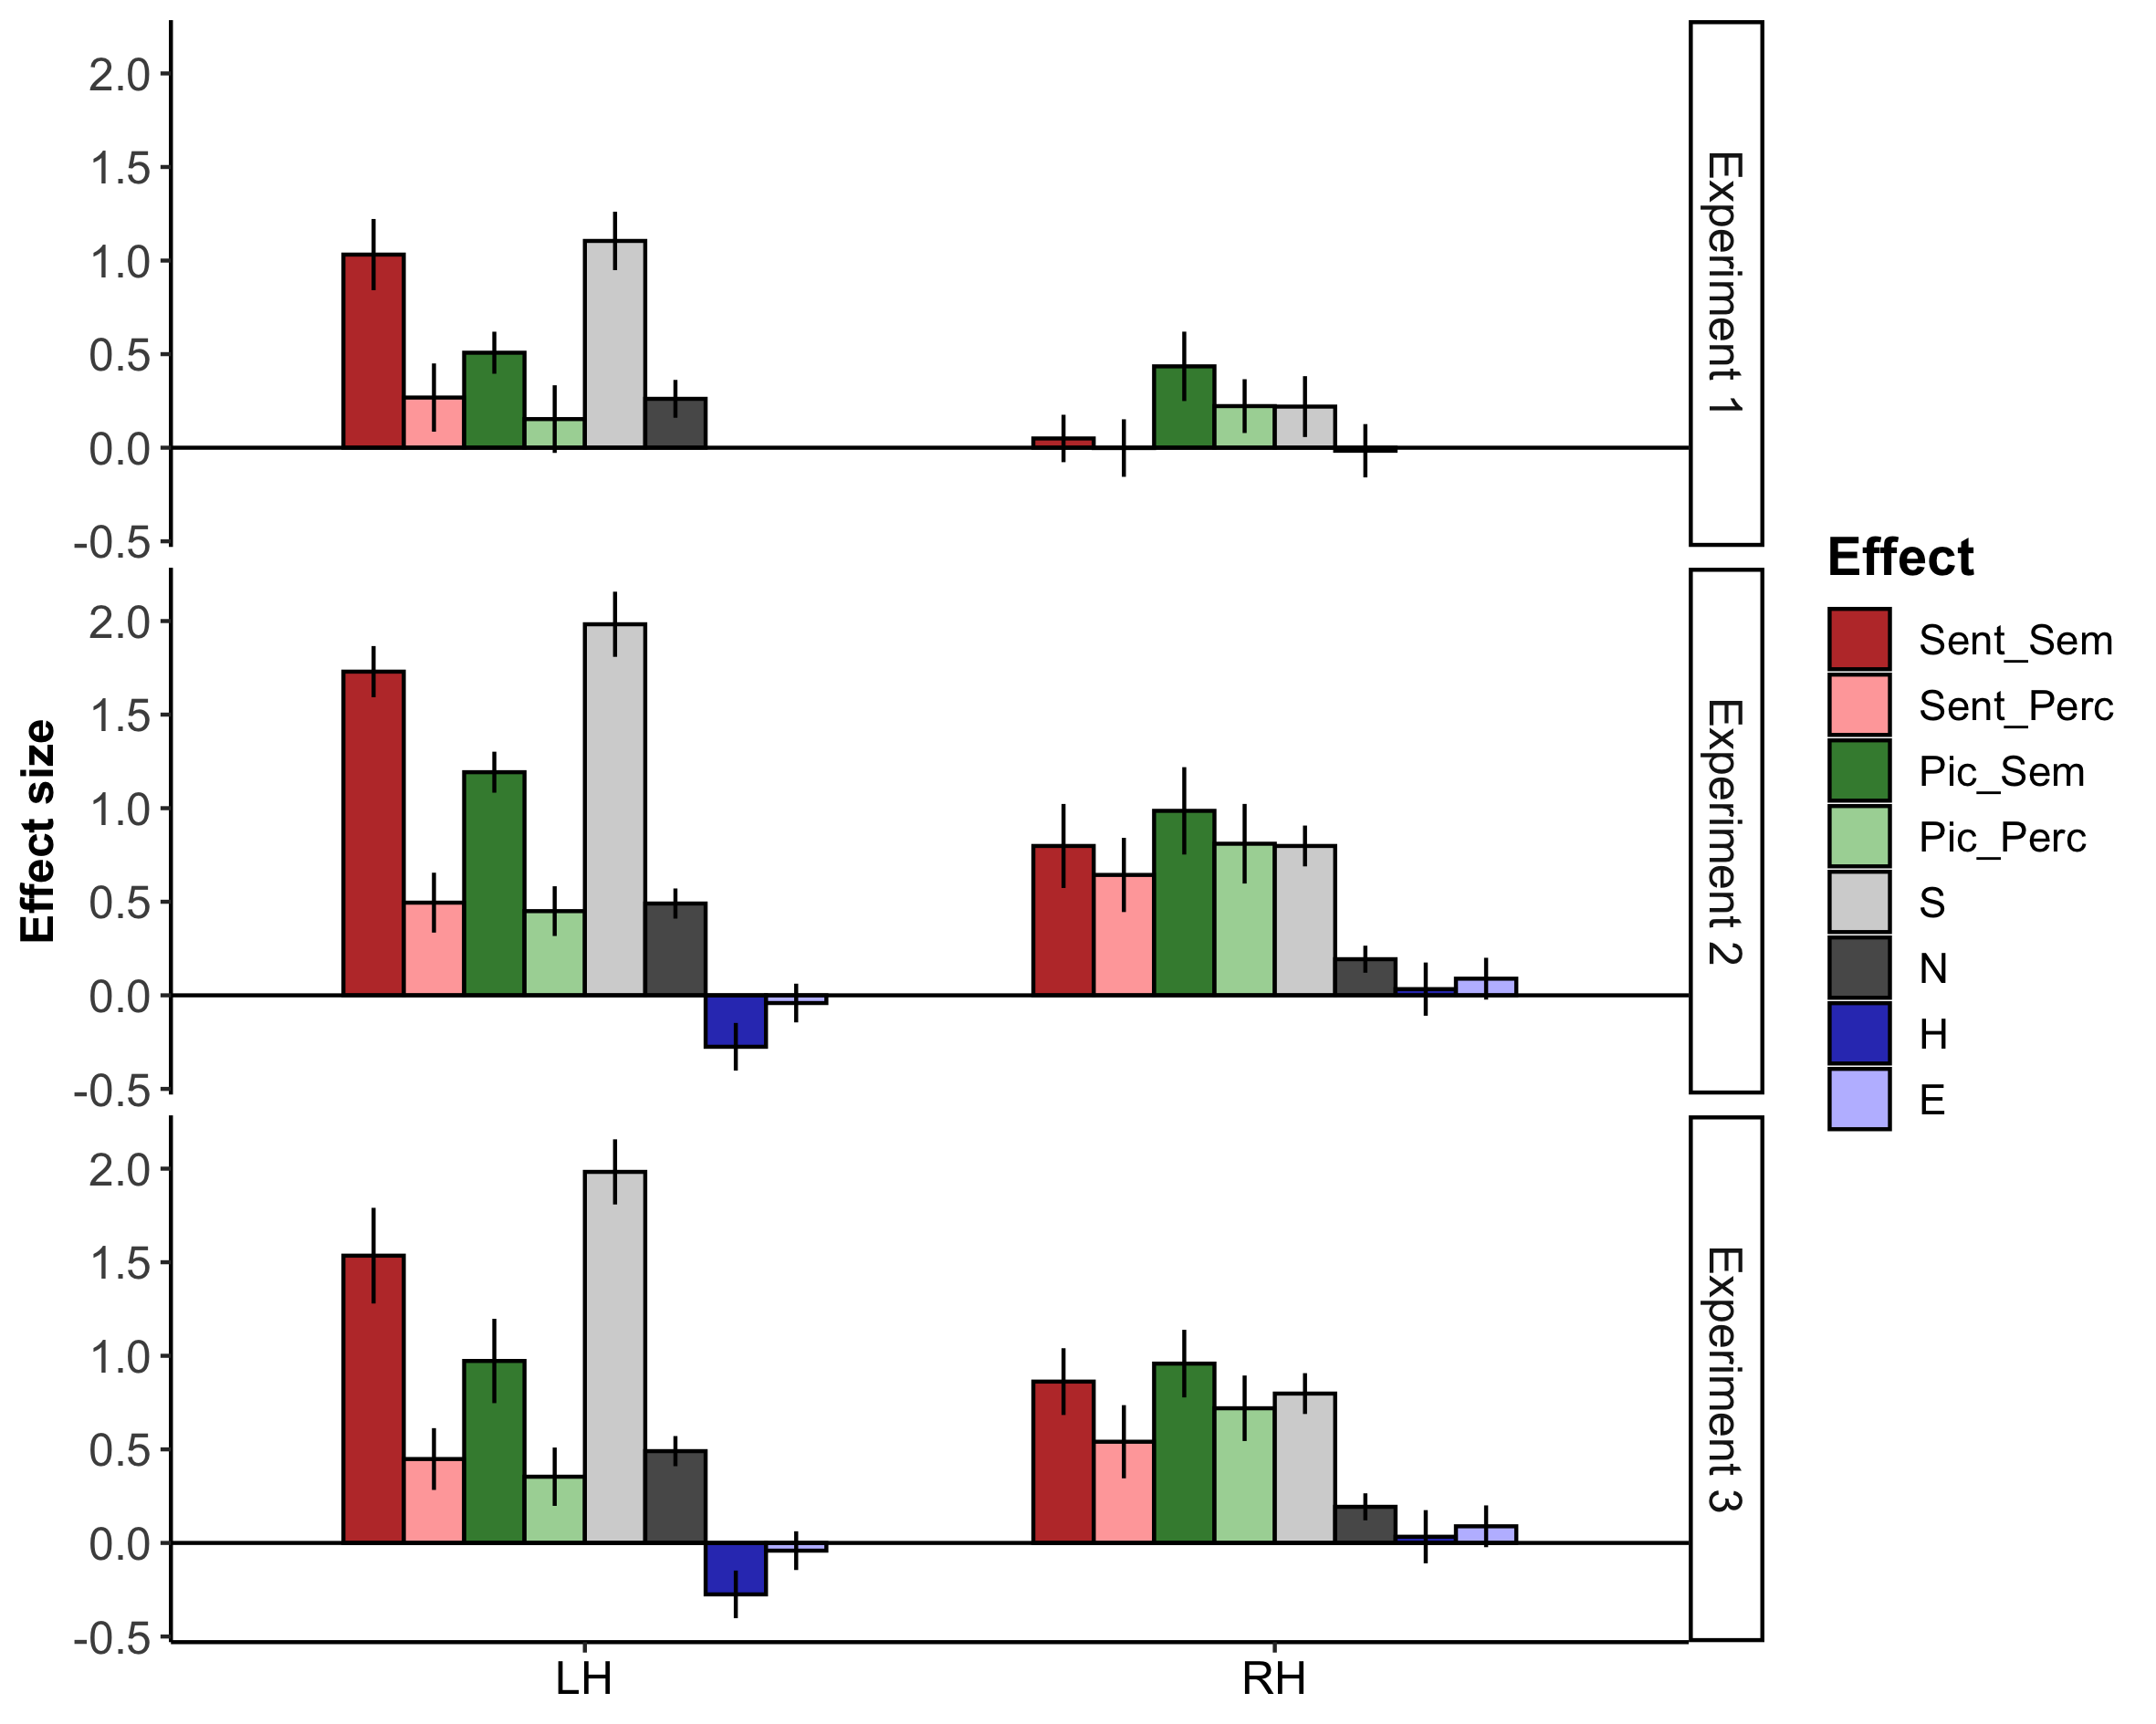 Effect size
2.0
1.5
1.0
0.5
0.0
-0.5
Experiment 1
2.0
1.5
1.0
0.5
0.0
-0.5
Experiment 2
2.0
1.5
1.0
0.5
0.0
-0.5
Experiment 3
LH
RH
Effect
Sent_Sem
Sent_Perc
Pic_Sem
Pic_Perc
S
N
H
E